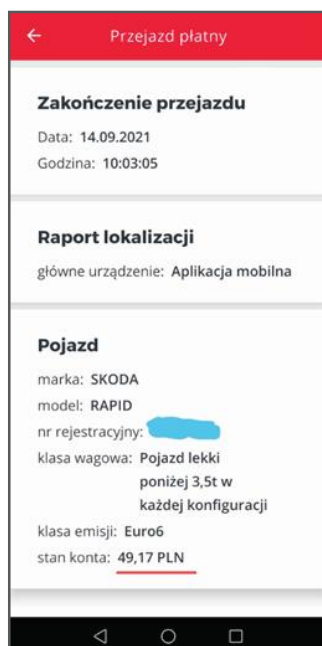 Przejazd płatny
Zakończenie przejazdu
Data: 14.09.2021
Godzina: 10:03:05
Raport lokalizacji
główne urządzenie: Aplikacja mobilna
Pojazd
marka: SKODA
model: RAPID
nr rejestracyjny:
klasa wagowa: Pojazd lekki
poniżej 3,5t w
każdej konfiguracji
klasa emisji: Euro6
stan konta: 49,17 PLN